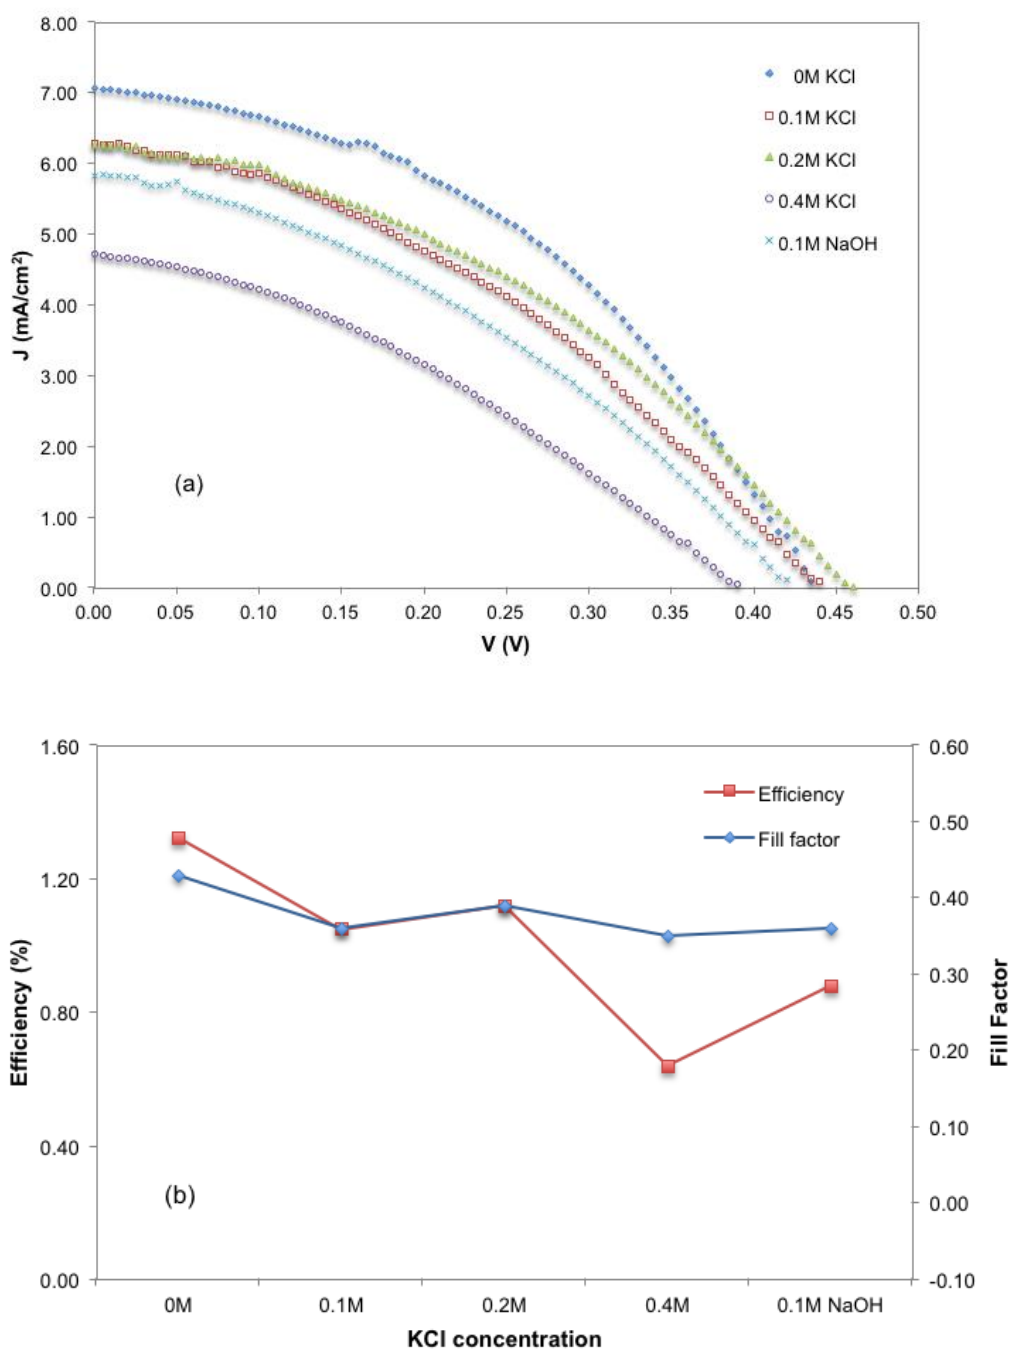 8.00
7.00
6.00
5.00
4.00
3.00
2.00
1.00
0.00
J (mA/cm²)
0M KCl
0.1M KCl
0.2M KCl
0.4M KCl
0.1M NaOH
(a)
0.00 0.05 0.10 0.15 0.20 0.25 0.30 0.35 0.40 0.45 0.50
V (V)
1.60
1.20
0.80
0.40
0.00
Efficiency (%)
Efficiency
Fill factor
(b)
0.60
0.50
0.40
0.30
0.20
0.10
0.00
-0.10
Fill Factor
0M 0.1M 0.2M 0.4M 0.1M NaOH
KCl concentration